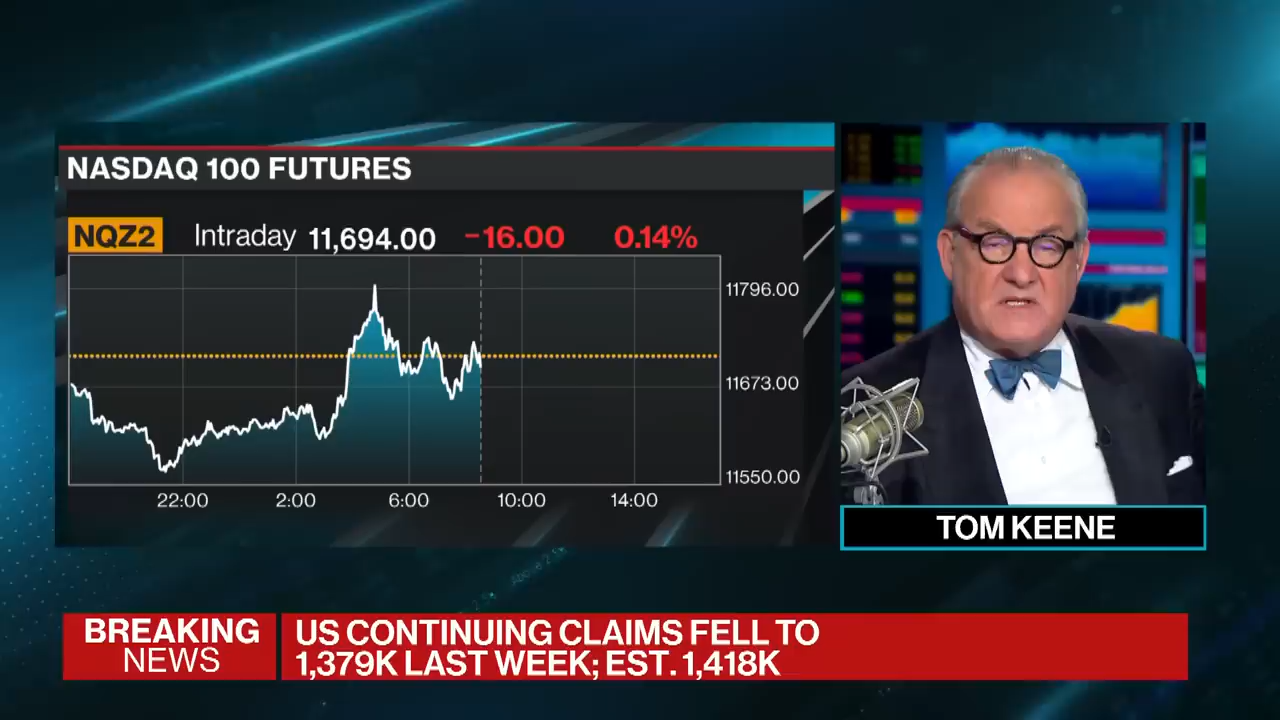 NASDAQ 100 FUTURES
NQZ2 Intraday 11,694.00 -16.00 0.14%
11796.00
11673.00
11550.00
22:00 2:00 6:00 10:00 14:00
TOM KEENE
BREAKING
NEWS
US CONTINUING CLAIMS FELL TO
1,379K LAST WEEK; EST. 1,418K